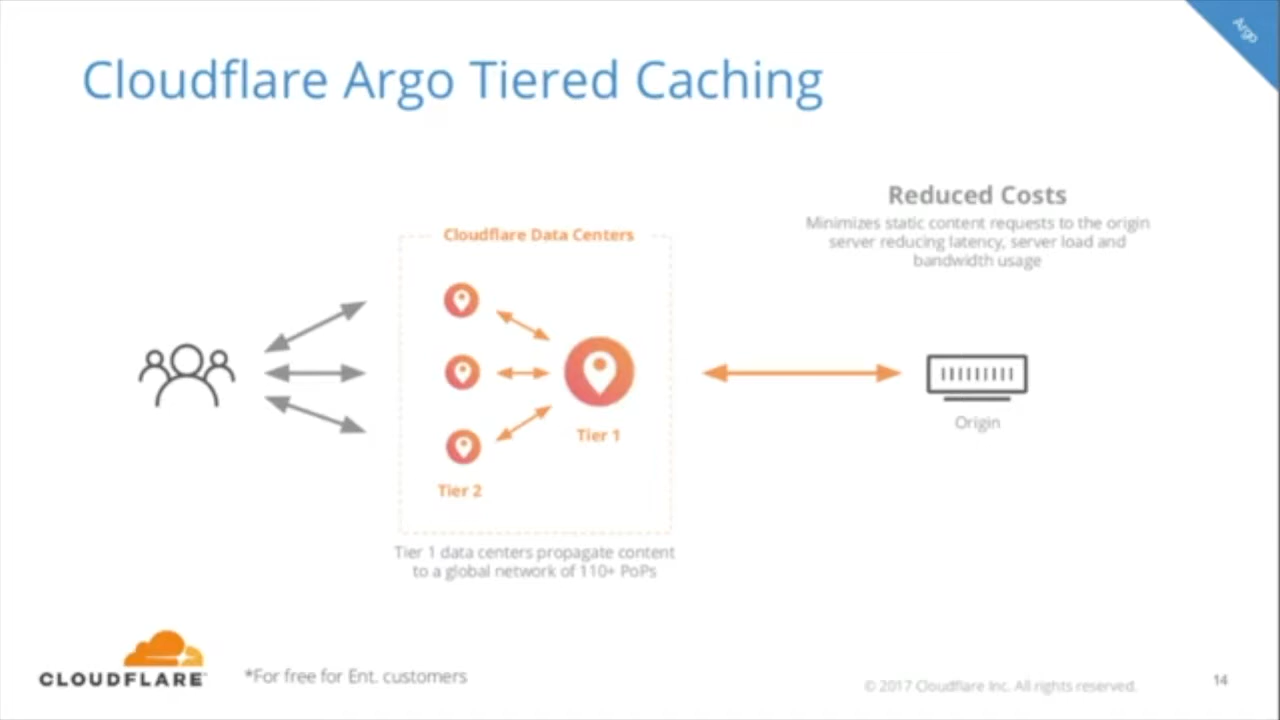 Argo
Cloudflare Argo Tiered Caching
Reduced Costs
Minimizes static content requests to the origin
server reducing latency, server load and
bandwidth usage
Cloudflare Data Centers
Tier 1
Tier 2
Origin
Tier 1 data centers propagate content
to a global network of 110+ PoPs
CLOUDFLARE
*For free for Ent. customers
© 2017 Cloudflare Inc. All rights reserved.
14